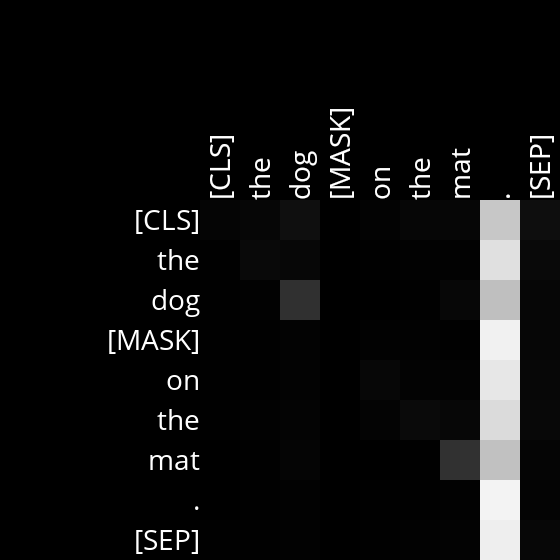 [CLS] the dog [MASK] on the mat . [SEP]
[CLS]
the
dog
[MASK]
on
the
mat
.
[SEP]